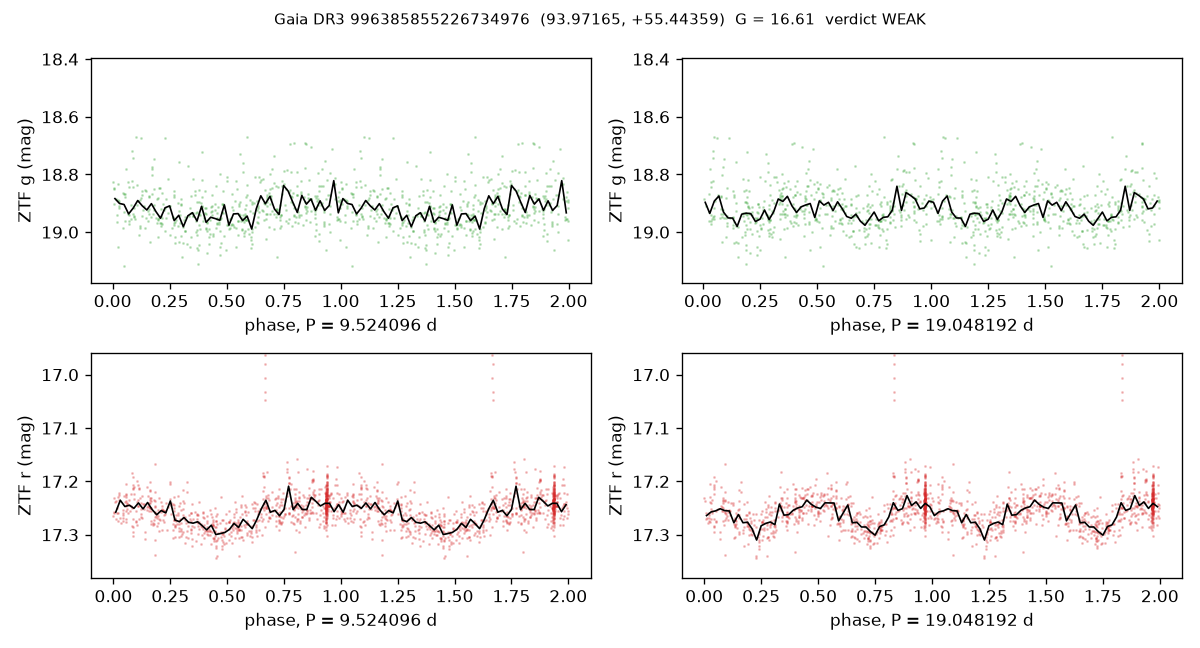 Gaia DR3 996385855226734976 (93.97165, +55.44359) G = 16.61 verdict WEAK
18.4
18.6
18.8
19.0
ZTF g (mag)
0.00 0.25 0.50 0.75 1.00 1.25 1.50 1.75 2.00
phase, P = 9.524096 d
18.4
18.6
18.8
19.0
ZTF g (mag)
0.00 0.25 0.50 0.75 1.00 1.25 1.50 1.75 2.00
phase, P = 19.048192 d
17.0
17.1
17.2
17.3
ZTF r (mag)
0.00 0.25 0.50 0.75 1.00 1.25 1.50 1.75 2.00
phase, P = 9.524096 d
17.0
17.1
17.2
17.3
ZTF r (mag)
0.00 0.25 0.50 0.75 1.00 1.25 1.50 1.75 2.00
phase, P = 19.048192 d